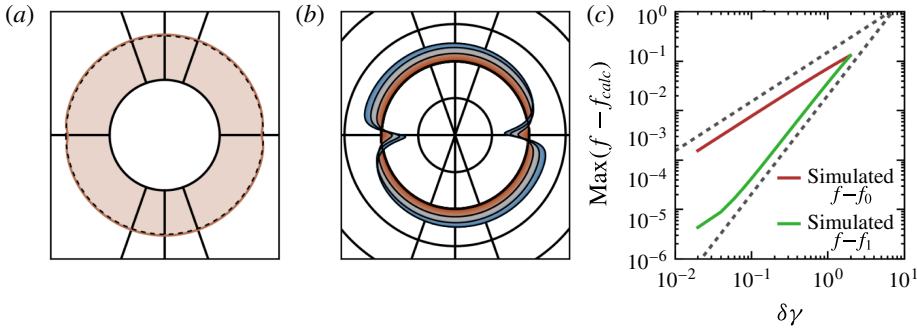 (a)
(b)
(c)
Max(f − f_calc)
10^0
10^-1
10^-2
10^-3
10^-4
10^-5
10^-6
Simulated
f−f_0
Simulated
f−f_1
10^-2 10^-1 10^0 10^1
δγ